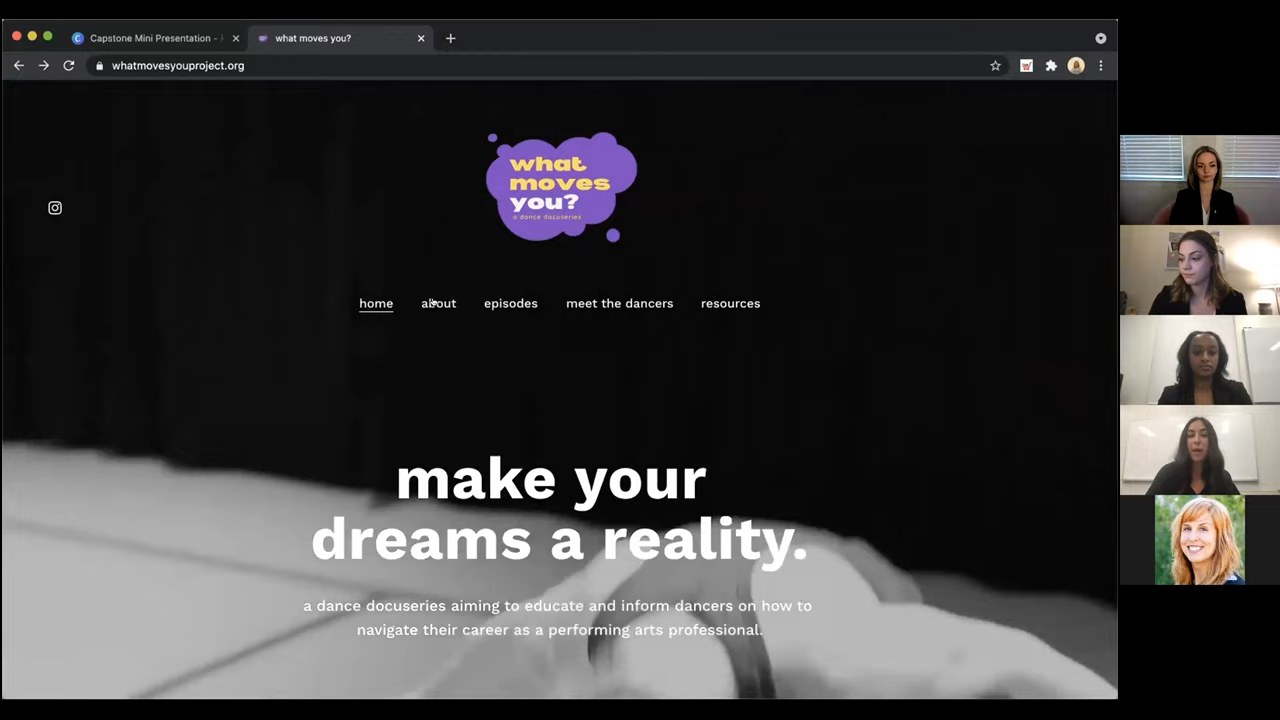 Capstone Mini Presentation -
what moves you?
whatmovesyouproject.org
what
moves
you?
a dance docuseries
home about episodes meet the dancers resources
make your
dreams a reality.
a dance docuseries aiming to educate and inform dancers on how to
navigate their career as a performing arts professional.